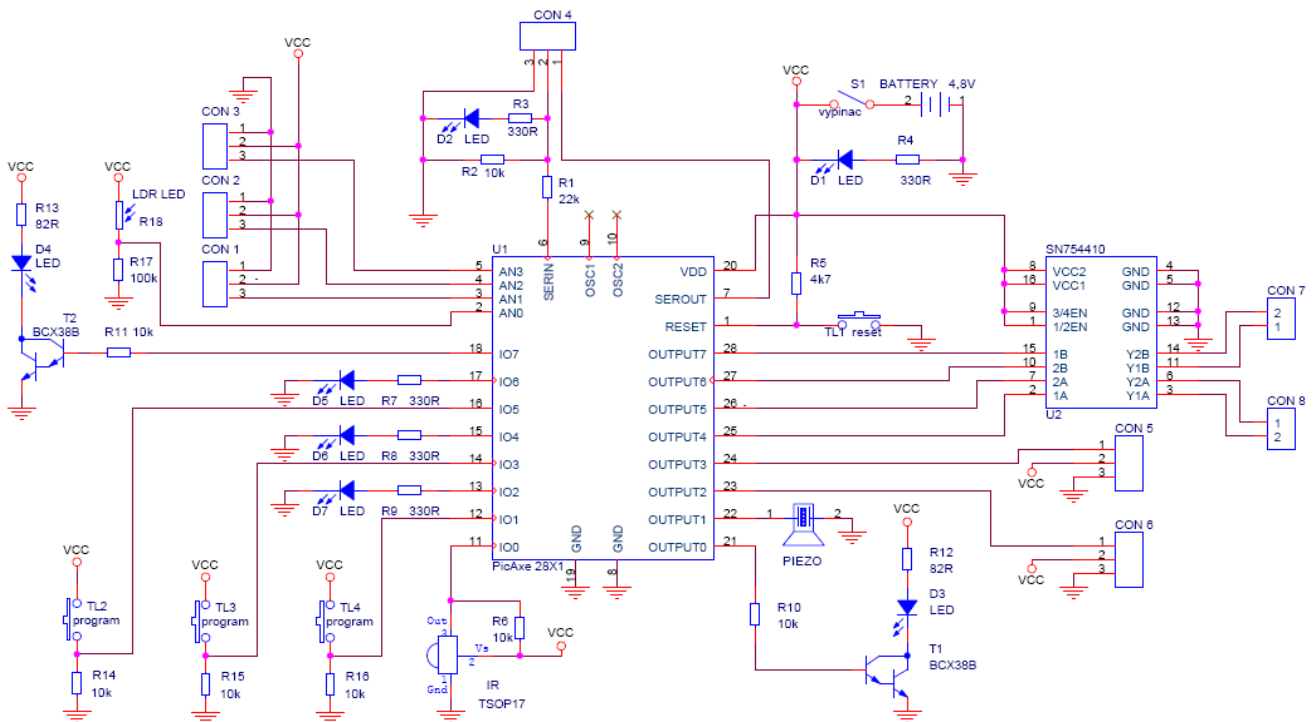 CON 4
3
2
1
VCC
VCC
S1
BATTERY
4,8V
2
1
vypinac
CON 3
1
2
3
R3
330R
D2
LED
R2
10k
R4
330R
D1
LED
VCC
VCC
CON 2
1
2
3
R1
22k
LDR LED
R18
R13
82R
CON 1
1
2
3
D4
LED
R17
100k
6
9
10
U1
SERIN
OSC1
OSC2
5
AN3
4
AN2
3
AN1
2
AN0
VDD
20
SEROUT
7
RESET
1
R5
4k7
TL1
reset
SN754410
8
VCC2
16
VCC1
9
3/4EN
1
1/2EN
15
1B
10
2B
7
2A
2
1A
GND
4
GND
5
GND
12
GND
13
Y2B
14
Y1B
11
Y2A
6
Y1A
3
U2
CON 7
2
1
CON 8
1
2
T2
BCX38B
R11
10k
18
IO7
17
IO6
16
IO5
15
IO4
14
IO3
13
IO2
12
IO1
11
IO0
OUTPUT7
28
OUTPUT6
27
OUTPUT5
26
OUTPUT4
25
OUTPUT3
24
OUTPUT2
23
OUTPUT1
22
OUTPUT0
21
D5
LED
R7
330R
D6
LED
R8
330R
D7
LED
R9
330R
GND
GND
19
8
PicAxe 28X1
CON 5
1
2
3
VCC
CON 6
1
2
3
VCC
1
2
PIEZO
VCC
R12
82R
D3
LED
R10
10k
T1
BCX38B
VCC
TL2
program
R14
10k
VCC
TL3
program
R15
10k
VCC
TL4
program
R16
10k
Out
3
Vs
2
1
Gnd
R6
10k
VCC
IR
TSOP17